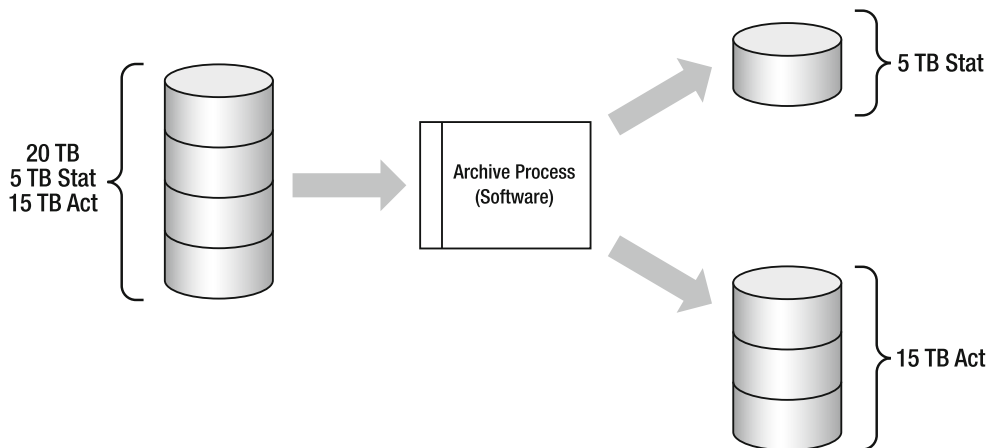 20 TB
5 TB Stat
15 TB Act
Archive Process
(Software)
5 TB Stat
15 TB Act